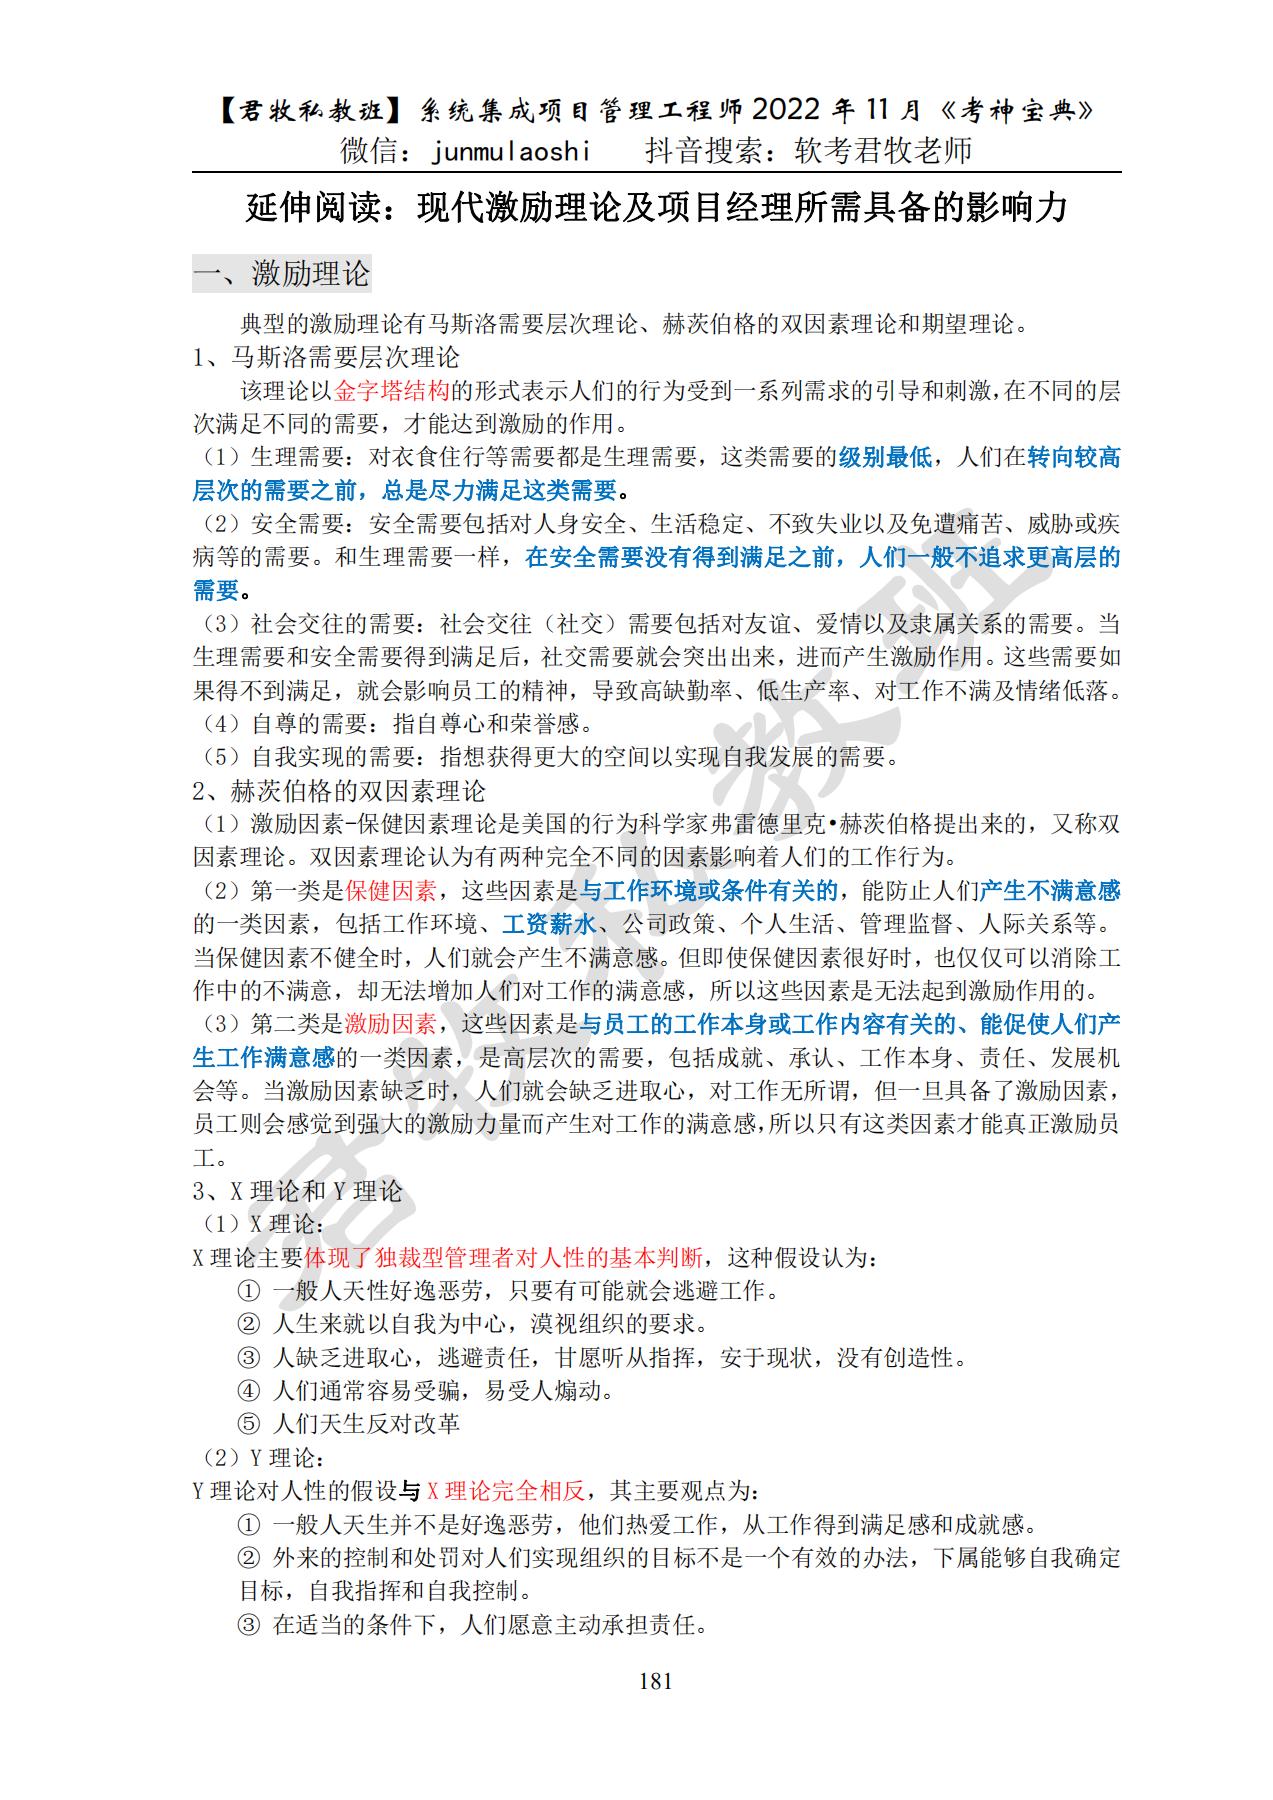 【君牧私教班】系统集成项目管理工程师 2022 年 11 月《考神宝典》
微信：junmulaoshi 抖音搜索：软考君牧老师
延伸阅读：现代激励理论及项目经理所需具备的影响力
一、激励理论
典型的激励理论有马斯洛需要层次理论、赫茨伯格的双因素理论和期望理论。
1、马斯洛需要层次理论
该理论以金字塔结构的形式表示人们的行为受到一系列需求的引导和刺激，在不同的层
次满足不同的需要，才能达到激励的作用。
（1）生理需要：对衣食住行等需要都是生理需要，这类需要的级别最低，人们在转向较高
层次的需要之前，总是尽力满足这类需要。
（2）安全需要：安全需要包括对人身安全、生活稳定、不致失业以及免遭痛苦、威胁或疾
病等的需要。和生理需要一样，在安全需要没有得到满足之前，人们一般不追求更高层的
需要。
（3）社会交往的需要：社会交往（社交）需要包括对友谊、爱情以及隶属关系的需要。当
生理需要和安全需要得到满足后，社交需要就会突出出来，进而产生激励作用。这些需要如
果得不到满足，就会影响员工的精神，导致高缺勤率、低生产率、对工作不满及情绪低落。
（4）自尊的需要：指自尊心和荣誉感。
（5）自我实现的需要：指想获得更大的空间以实现自我发展的需要。
2、赫茨伯格的双因素理论
（1）激励因素-保健因素理论是美国的行为科学家弗雷德里克•赫茨伯格提出来的，又称双
因素理论。双因素理论认为有两种完全不同的因素影响着人们的工作行为。
（2）第一类是保健因素，这些因素是与工作环境或条件有关的，能防止人们产生不满意感
的一类因素，包括工作环境、工资薪水、公司政策、个人生活、管理监督、人际关系等。
当保健因素不健全时，人们就会产生不满意感。但即使保健因素很好时，也仅仅可以消除工
作中的不满意，却无法增加人们对工作的满意感，所以这些因素是无法起到激励作用的。
（3）第二类是激励因素，这些因素是与员工的工作本身或工作内容有关的、能促使人们产
生工作满意感的一类因素，是高层次的需要，包括成就、承认、工作本身、责任、发展机
会等。当激励因素缺乏时，人们就会缺乏进取心，对工作无所谓，但一旦具备了激励因素，
员工则会感觉到强大的激励力量而产生对工作的满意感，所以只有这类因素才能真正激励员
工。
3、X 理论和 Y 理论
（1）X 理论：
X 理论主要体现了独裁型管理者对人性的基本判断，这种假设认为：
① 一般人天性好逸恶劳，只要有可能就会逃避工作。
② 人生来就以自我为中心，漠视组织的要求。
③ 人缺乏进取心，逃避责任，甘愿听从指挥，安于现状，没有创造性。
④ 人们通常容易受骗，易受人煽动。
⑤ 人们天生反对改革
（2）Y 理论：
Y 理论对人性的假设与 X 理论完全相反，其主要观点为：
① 一般人天生并不是好逸恶劳，他们热爱工作，从工作得到满足感和成就感。
② 外来的控制和处罚对人们实现组织的目标不是一个有效的办法，下属能够自我确定
目标，自我指挥和自我控制。
③ 在适当的条件下，人们愿意主动承担责任。
181
君牧私教班